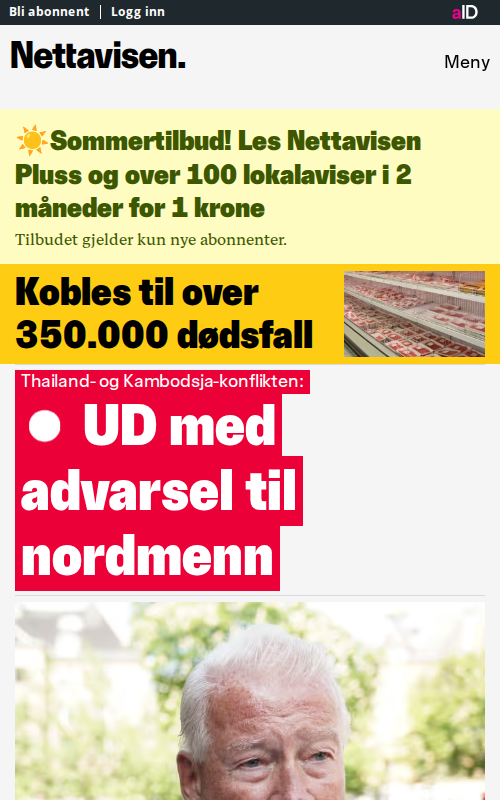 Bli abonnent | Logg inn
aID
Nettavisen.
Meny
☀️Sommertilbud! Les Nettavisen
Pluss og over 100 lokalaviser i 2
måneder for 1 krone
Tilbudet gjelder kun nye abonnenter.
Kobles til over
350.000 dødsfall
Thailand- og Kambodsja-konflikten:
UD med
advarsel til
nordmenn